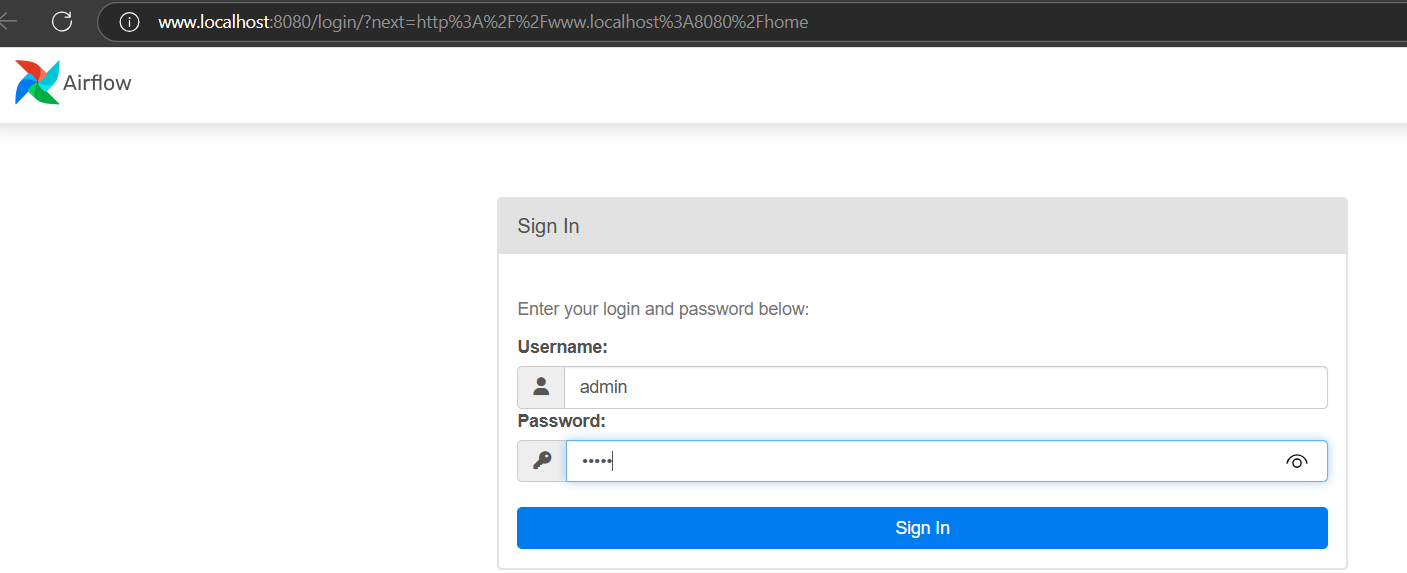 www.localhost:8080/login/?next=http%3A%2F%2Fwww.localhost%3A8080%2Fhome
Airflow
Sign In
Enter your login and password below:
Username:
admin
Password:
•••••
Sign In